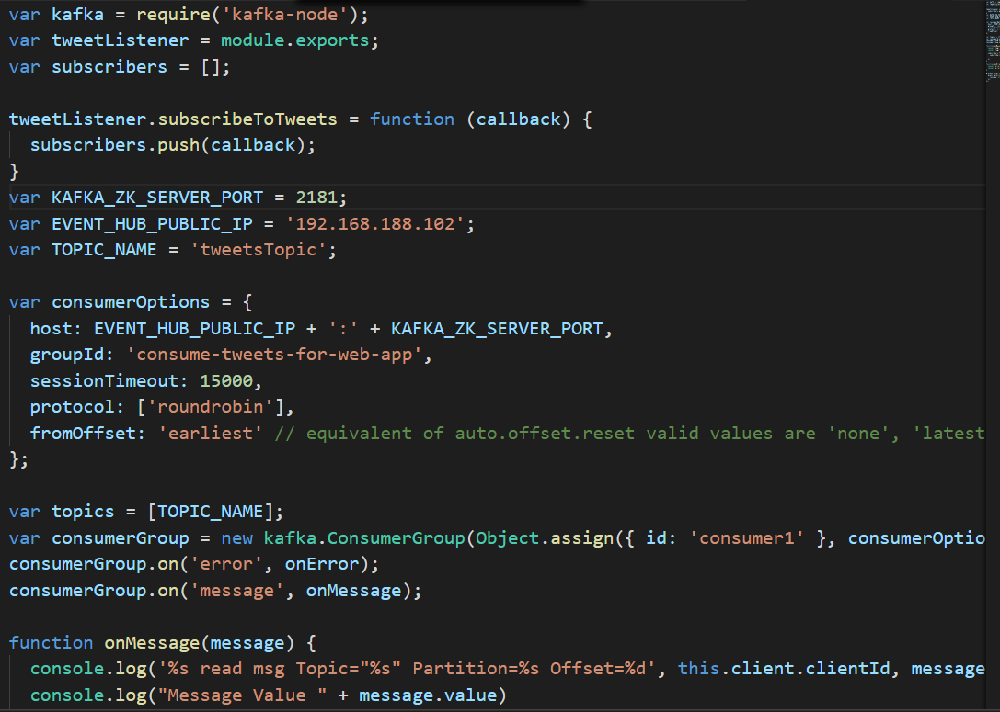 var kafka = require('kafka-node');
var tweetListener = module.exports;
var subscribers = [];
tweetListener.subscribeToTweets = function (callback) {
  subscribers.push(callback);
}
var KAFKA_ZK_SERVER_PORT = 2181;
var EVENT_HUB_PUBLIC_IP = '192.168.188.102';
var TOPIC_NAME = 'tweetsTopic';
var consumerOptions = {
  host: EVENT_HUB_PUBLIC_IP + ':' + KAFKA_ZK_SERVER_PORT,
  groupId: 'consume-tweets-for-web-app',
  sessionTimeout: 15000,
  protocol: ['roundrobin'],
  fromOffset: 'earliest' // equivalent of auto.offset.reset valid values are 'none', 'latest
};
var topics = [TOPIC_NAME];
var consumerGroup = new kafka.ConsumerGroup(Object.assign({ id: 'consumer1' }, consumerOptio
consumerGroup.on('error', onError);
consumerGroup.on('message', onMessage);
function onMessage(message) {
  console.log('%s read msg Topic="%s" Partition=%s Offset=%d', this.client.clientId, message
  console.log("Message Value " + message.value)